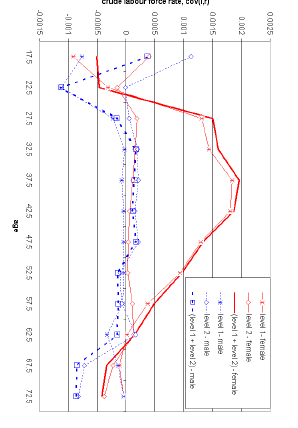 crude labour force rate, cov(l,r)
-0.0015
-0.001
-0.0005
0
0.0005
0.001
0.0015
0.002
0.0025
17.5
22.5
27.5
32.5
37.5
42.5
47.5
52.5
57.5
62.5
67.5
72.5
age
level 1- female
level 2 - female
(level 1 + level 2) - female
level 1- male
level 2 - male
(level 1 + level 2) - male